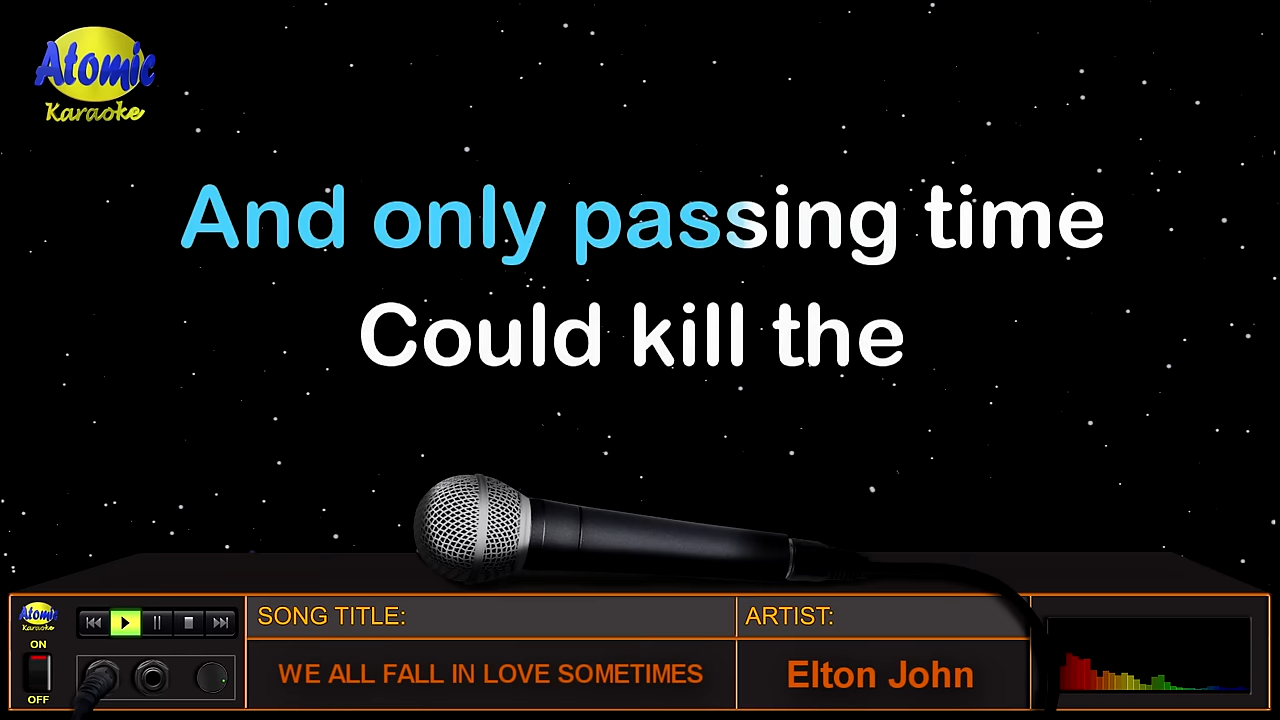 Atomic
Karaoke
And only passing time
Could kill the
Atomic
Karaoke
ON
OFF
SONG TITLE:
ARTIST:
WE ALL FALL IN LOVE SOMETIMES
Elton John